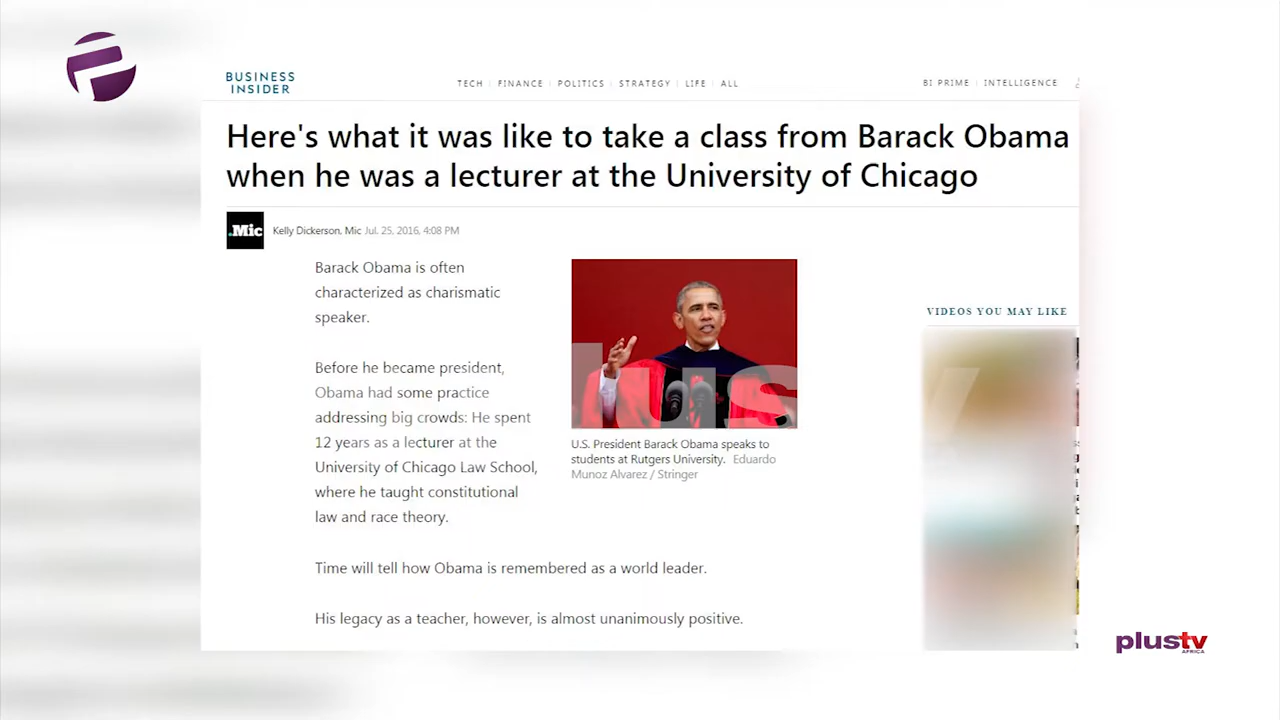 BUSINESS
INSIDER
TECH FINANCE POLITICS STRATEGY LIFE ALL
BI PRIME INTELLIGENCE
Here's what it was like to take a class from Barack Obama
when he was a lecturer at the University of Chicago
.Mic
Kelly Dickerson, Mic Jul. 25, 2016, 4:08 PM
Barack Obama is often
characterized as charismatic
speaker.
Before he became president,
Obama had some practice
addressing big crowds: He spent
12 years as a lecturer at the
University of Chicago Law School,
where he taught constitutional
law and race theory.
U.S. President Barack Obama speaks to
students at Rutgers University. Eduardo
Munoz Alvarez / Stringer
Time will tell how Obama is remembered as a world leader.
His legacy as a teacher, however, is almost unanimously positive.
VIDEOS YOU MAY LIKE
plustv
AFRICA